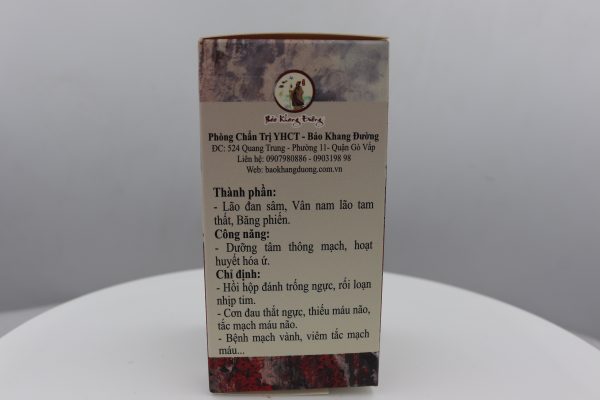 Bảo Khang Đường
Phòng Chẩn Trị YHCT - Bảo Khang Đường
ĐC: 524 Quang Trung - Phường 11- Quận Gò Vấp
Liên hệ: 0907980886 - 0903198 98
Web: baokhangduong.com.vn
Thành phần:
- Lão đan sâm, Vân nam lão tam
thất, Băng phiến.
Công năng:
- Dưỡng tâm thông mạch, hoạt
huyết hóa ứ.
Chỉ định:
- Hồi hộp đánh trống ngực, rối loạn
nhịp tim.
- Cơn đau thắt ngực, thiếu máu não,
tắc mạch máu não.
- Bệnh mạch vành, viêm tắc mạch
máu...